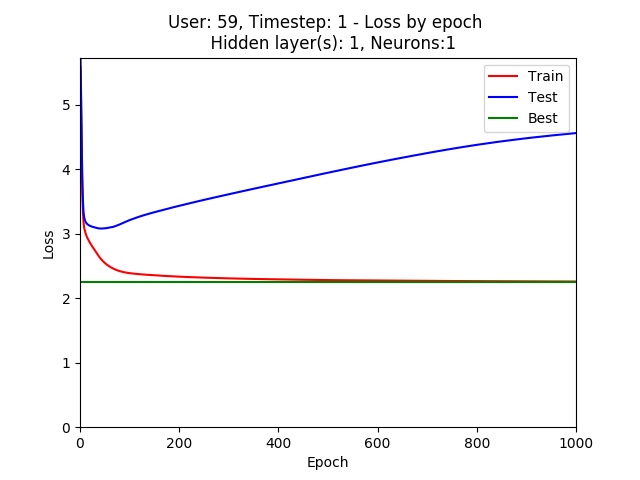 User: 59, Timestep: 1 - Loss by epoch
Hidden layer(s): 1, Neurons:1
Train
Test
Best
5
4
3
2
1
0
Loss
0 200 400 600 800 1000
Epoch